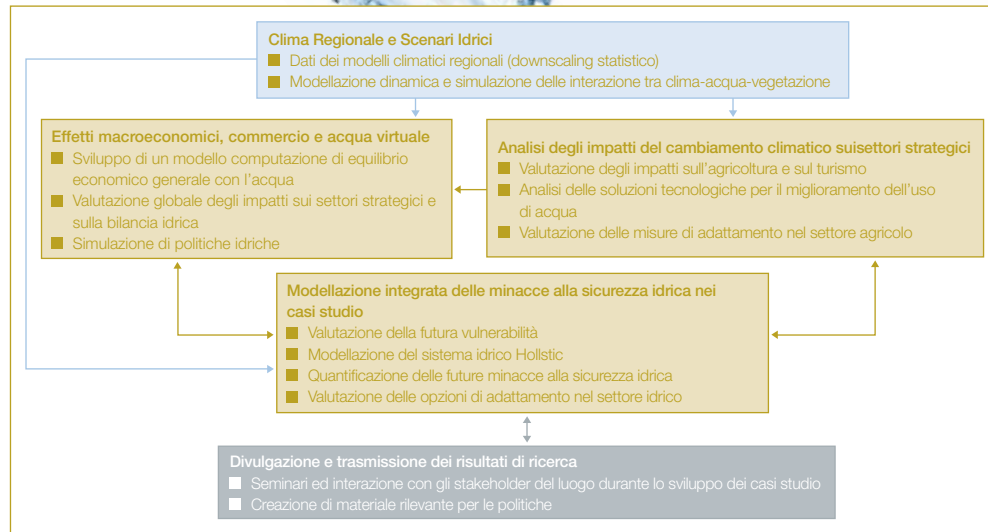 Clima Regionale e Scenari Idrici
Dati dei modelli climatici regionali (downscaling statistico)
Modellazione dinamica e simulazione delle interazione tra clima-acqua-vegetazione
Effetti macroeconomici, commercio e acqua virtuale
Sviluppo di un modello computazione di equilibrio
economico generale con l'acqua
Valutazione globale degli impatti sui settori strategici e
sulla bilancia idrica
Simulazione di politiche idriche
Analisi degli impatti del cambiamento climatico suisettori strategici
Valutazione degli impatti sull'agricoltura e sul turismo
Analisi delle soluzioni tecnologiche per il miglioramento dell'uso
di acqua
Valutazione delle misure di adattamento nel settore agricolo
Modellazione integrata delle minacce alla sicurezza idrica nei
casi studio
Valutazione della futura vulnerabilità
Modellazione del sistema idrico Hollstic
Quantificazione delle future minacce alla sicurezza idrica
Valutazione delle opzioni di adattamento nel settore idrico
Divulgazione e trasmissione dei risultati di ricerca
Seminari ed interazione con gli stakeholder del luogo durante lo sviluppo dei casi studio
Creazione di materiale rilevante per le politiche